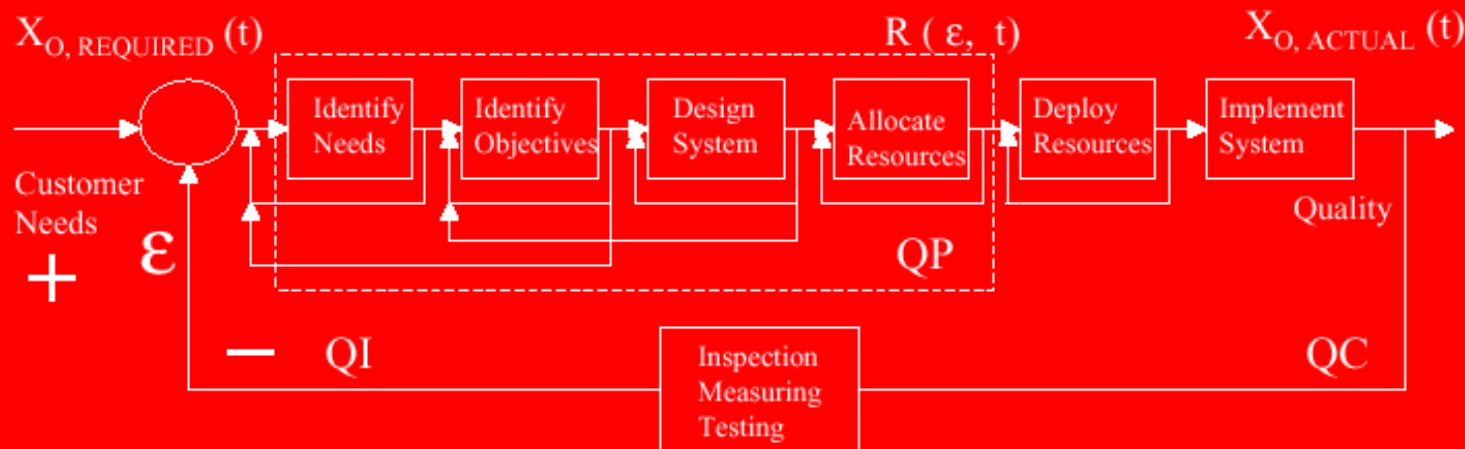 X O, REQUIRED (t)
R ( ε, t)
X O, ACTUAL (t)
Identify
Needs
Identify
Objectives
Design
System
Allocate
Resources
Deploy
Resources
Implement
System
Customer
Needs
+
ε
Quality
QP
− QI
QC
Inspection
Measuring
Testing